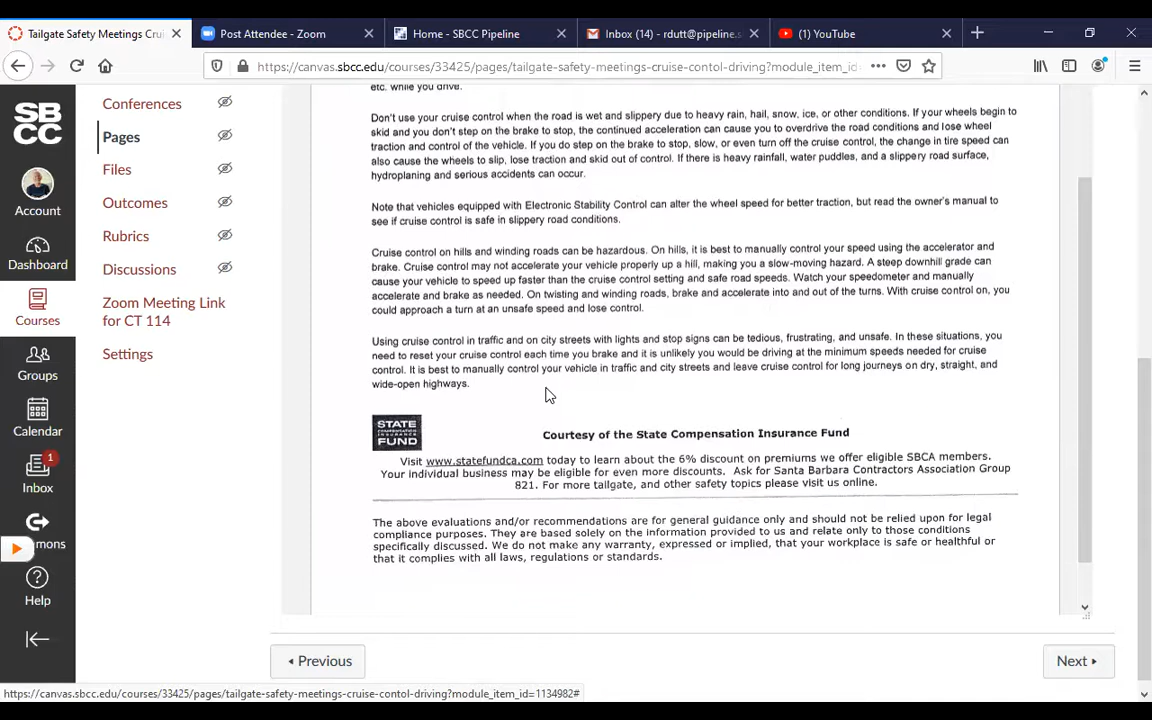 Tailgate Safety Meetings Crui
Post Attendee - Zoom
Home - SBCC Pipeline
Inbox (14) - rdutt@pipeline.s
(1) YouTube
https://canvas.sbcc.edu/courses/33425/pages/tailgate-safety-meetings-cruise-contol-driving?module_item_id=
SB
CC
Account
Dashboard
Courses
Groups
Calendar
1
Inbox
mmons
Help
Conferences
Pages
Files
Outcomes
Rubrics
Discussions
Zoom Meeting Link
for CT 114
Settings
etc. while you drive.
Don't use your cruise control when the road is wet and slippery due to heavy rain, hail, snow, ice, or other conditions. If your wheels begin to
skid and you don't step on the brake to stop, the continued acceleration can cause you to overdrive the road conditions and lose wheel
traction and control of the vehicle. If you do step on the brake to stop, slow, or even turn off the cruise control, the change in tire speed can
also cause the wheels to slip, lose traction and skid out of control. If there is heavy rainfall, water puddles, and a slippery road surface,
hydroplaning and serious accidents can occur.
Note that vehicles equipped with Electronic Stability Control can alter the wheel speed for better traction, but read the owner's manual to
see if cruise control is safe in slippery road conditions.
Cruise control on hills and winding roads can be hazardous. On hills, it is best to manually control your speed using the accelerator and
brake. Cruise control may not accelerate your vehicle properly up a hill, making you a slow-moving hazard. A steep downhill grade can
cause your vehicle to speed up faster than the cruise control setting and safe road speeds. Watch your speedometer and manually
accelerate and brake as needed. On twisting and winding roads, brake and accelerate into and out of the turns. With cruise control on, you
could approach a turn at an unsafe speed and lose control.
Using cruise control in traffic and on city streets with lights and stop signs can be tedious, frustrating, and unsafe. In these situations, you
need to reset your cruise control each time you brake and it is unlikely you would be driving at the minimum speeds needed for cruise
control. It is best to manually control your vehicle in traffic and city streets and leave cruise control for long journeys on dry, straight, and
wide-open highways.
STATE
COMPENSATION
INSURANCE
FUND
Courtesy of the State Compensation Insurance Fund
Visit www.statefundca.com today to learn about the 6% discount on premiums we offer eligible SBCA members.
Your individual business may be eligible for even more discounts. Ask for Santa Barbara Contractors Association Group
821. For more tailgate, and other safety topics please visit us online.
The above evaluations and/or recommendations are for general guidance only and should not be relied upon for legal
compliance purposes. They are based solely on the information provided to us and relate only to those conditions
specifically discussed. We do not make any warranty, expressed or implied, that your workplace is safe or healthful or
that it complies with all laws, regulations or standards.
Previous
Next
https://canvas.sbcc.edu/courses/33425/pages/tailgate-safety-meetings-cruise-contol-driving?module_item_id=1134982#